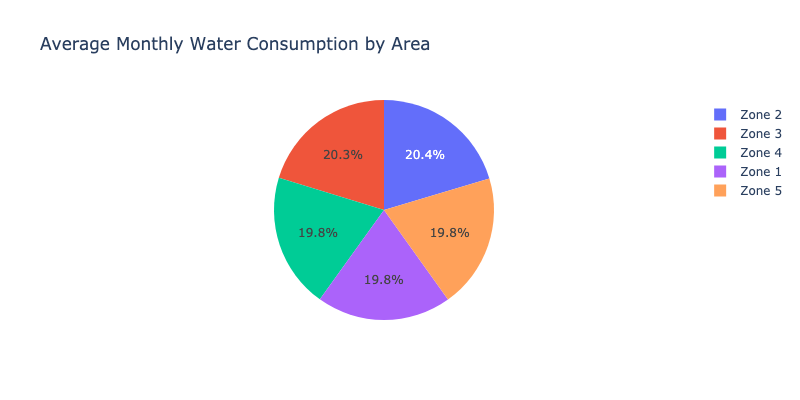 Average Monthly Water Consumption by Area
Zone 2
Zone 3
Zone 4
Zone 1
Zone 5
20.3%
20.4%
19.8%
19.8%
19.8%